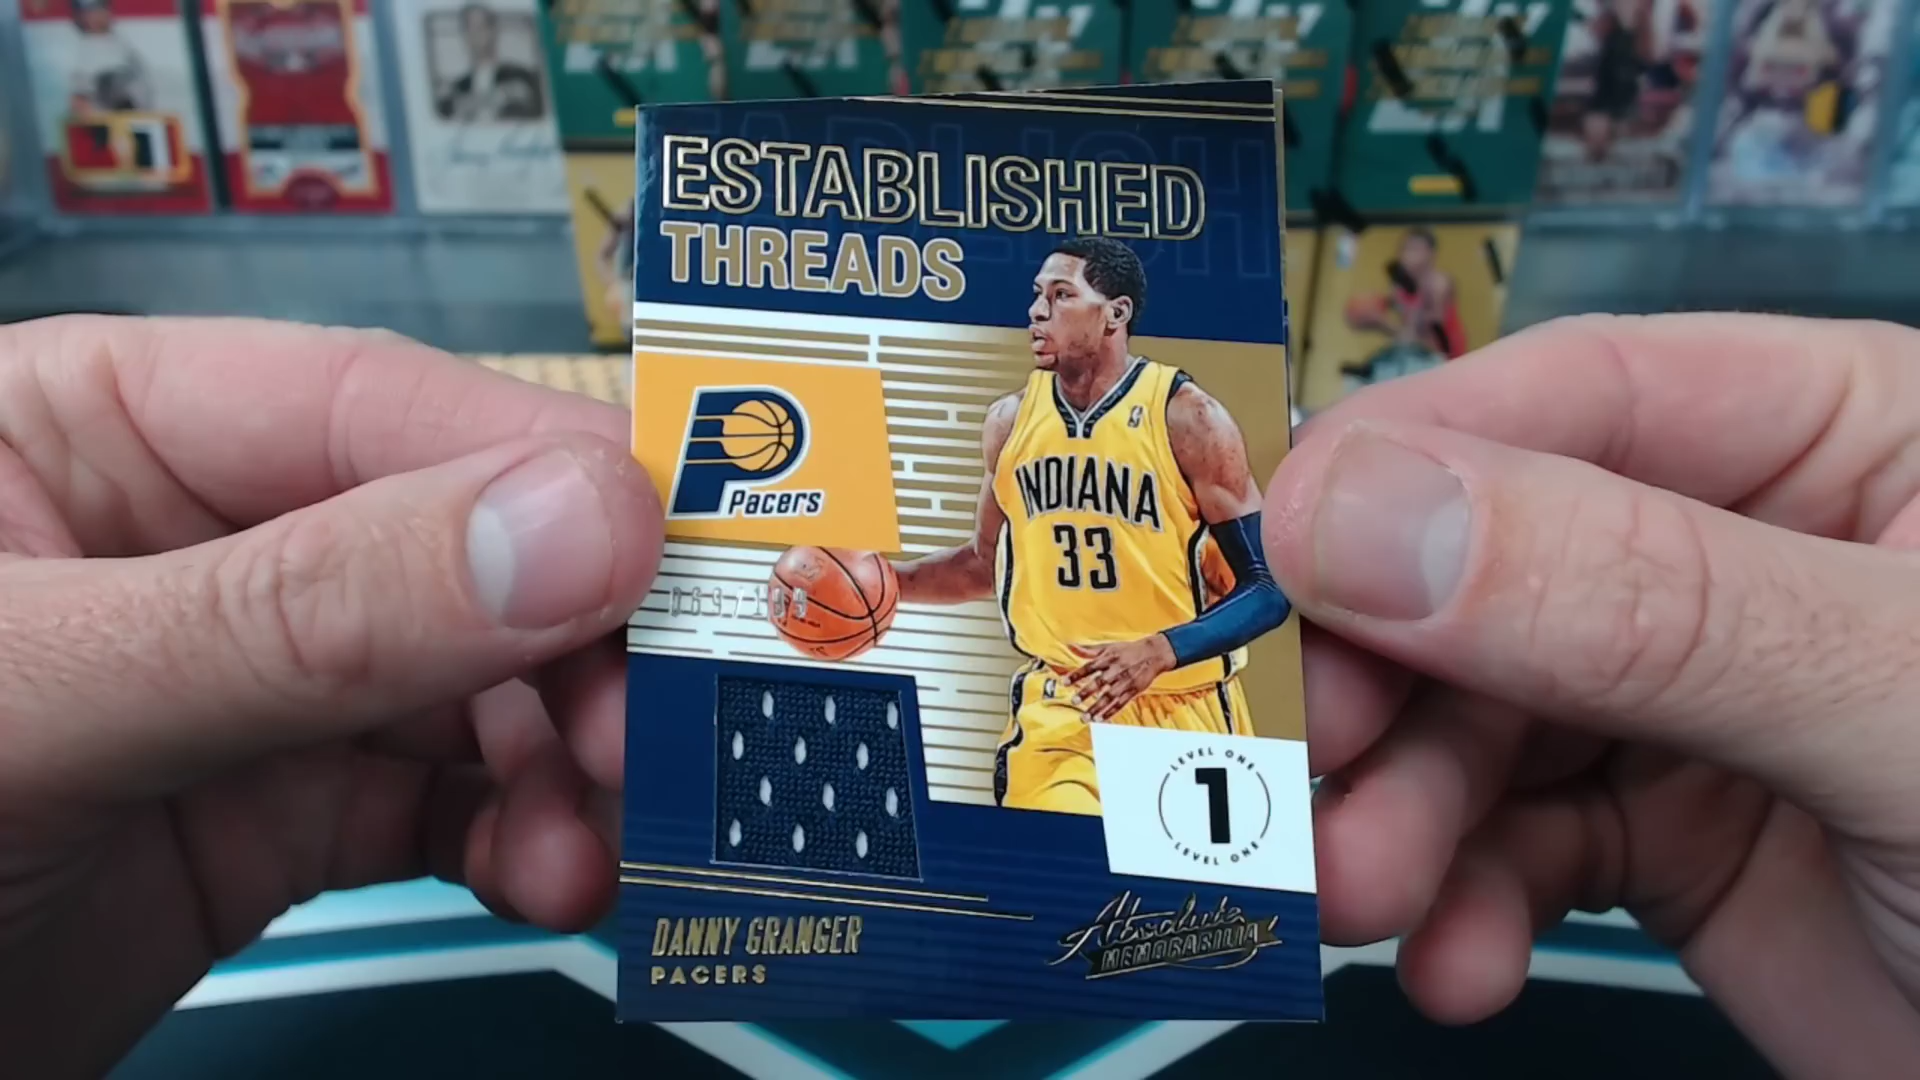 ESTABLISHED
THREADS
Pacers
INDIANA
33
LEVEL ONE
1
LEVEL ONE
DANNY GRANGER
PACERS
Absolute
MEMORABILIA